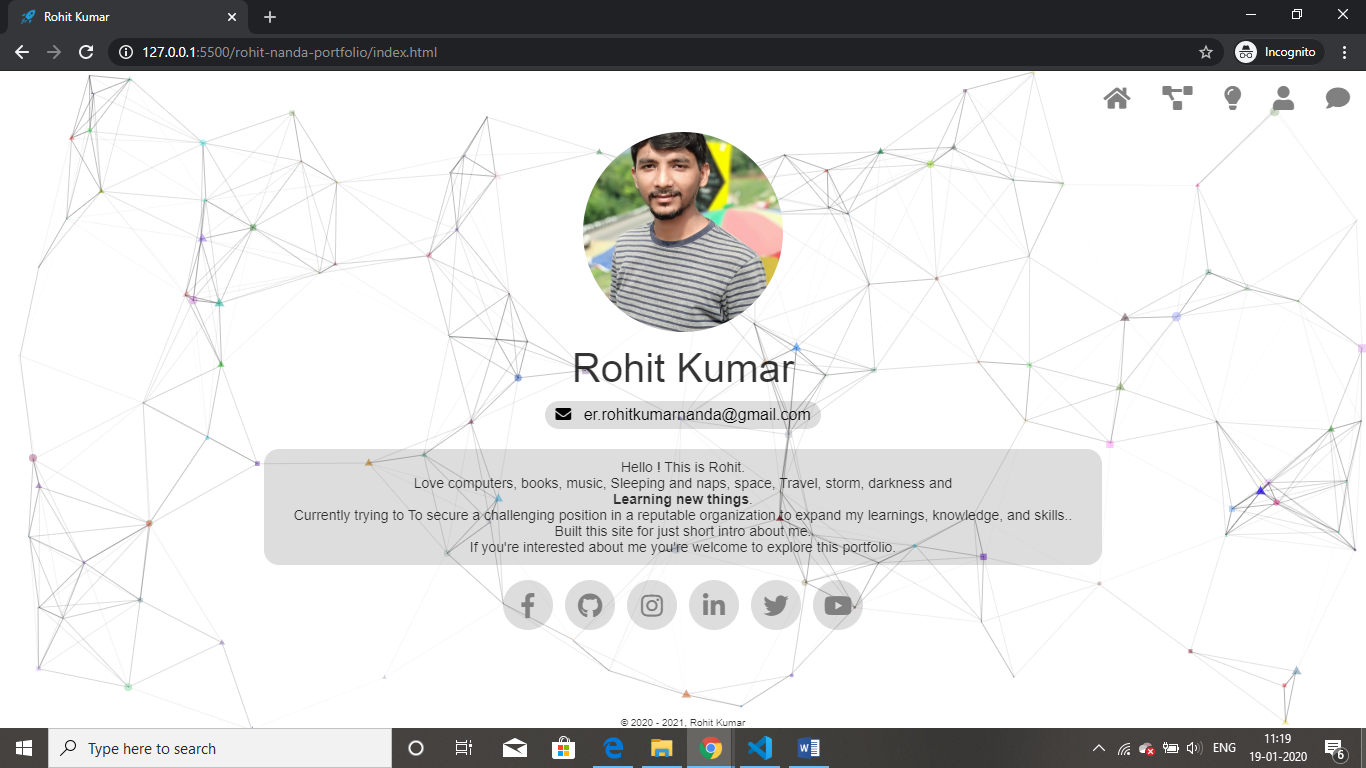 Rohit Kumar
127.0.0.1:5500/rohit-nanda-portfolio/index.html
Incognito
Rohit Kumar
er.rohitkumarnanda@gmail.com
Hello ! This is Rohit.
Love computers, books, music, Sleeping and naps, space, Travel, storm, darkness and
Learning new things.
Currently trying to To secure a challenging position in a reputable organization to expand my learnings, knowledge, and skills..
Built this site for just short intro about me.
If you're interested about me you're welcome to explore this portfolio.
© 2020 - 2021, Rohit Kumar
Type here to search
ENG
11:19
19-01-2020
6